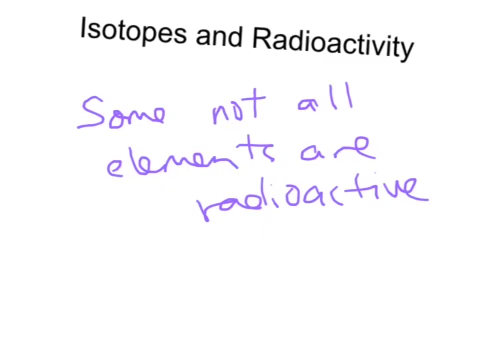 Isotopes and Radioactivity
Some not all
elements are
radioactive